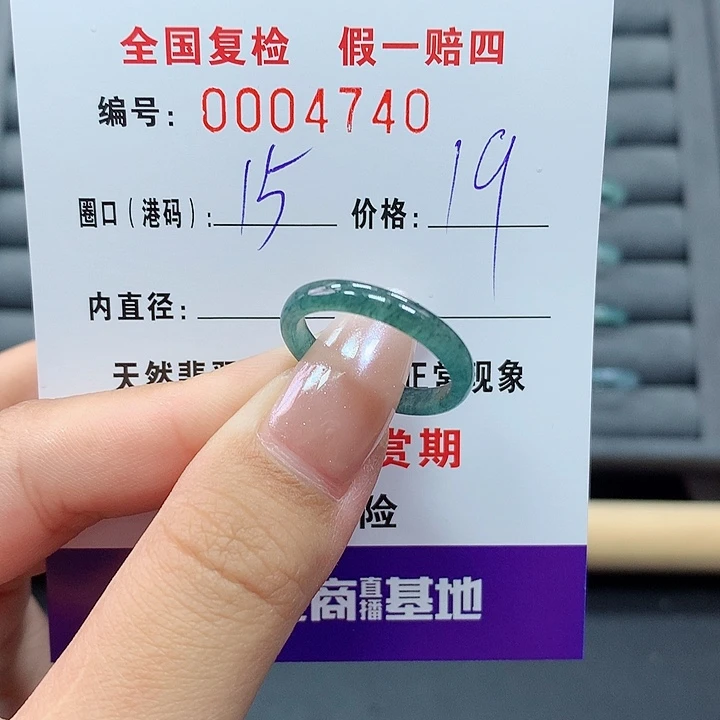 全国复检 假一赔四
编号: 0004740
圈口(港码): 15 价格: 19
内直径:
天然翡 正常现象
赏期
险
商直播基地